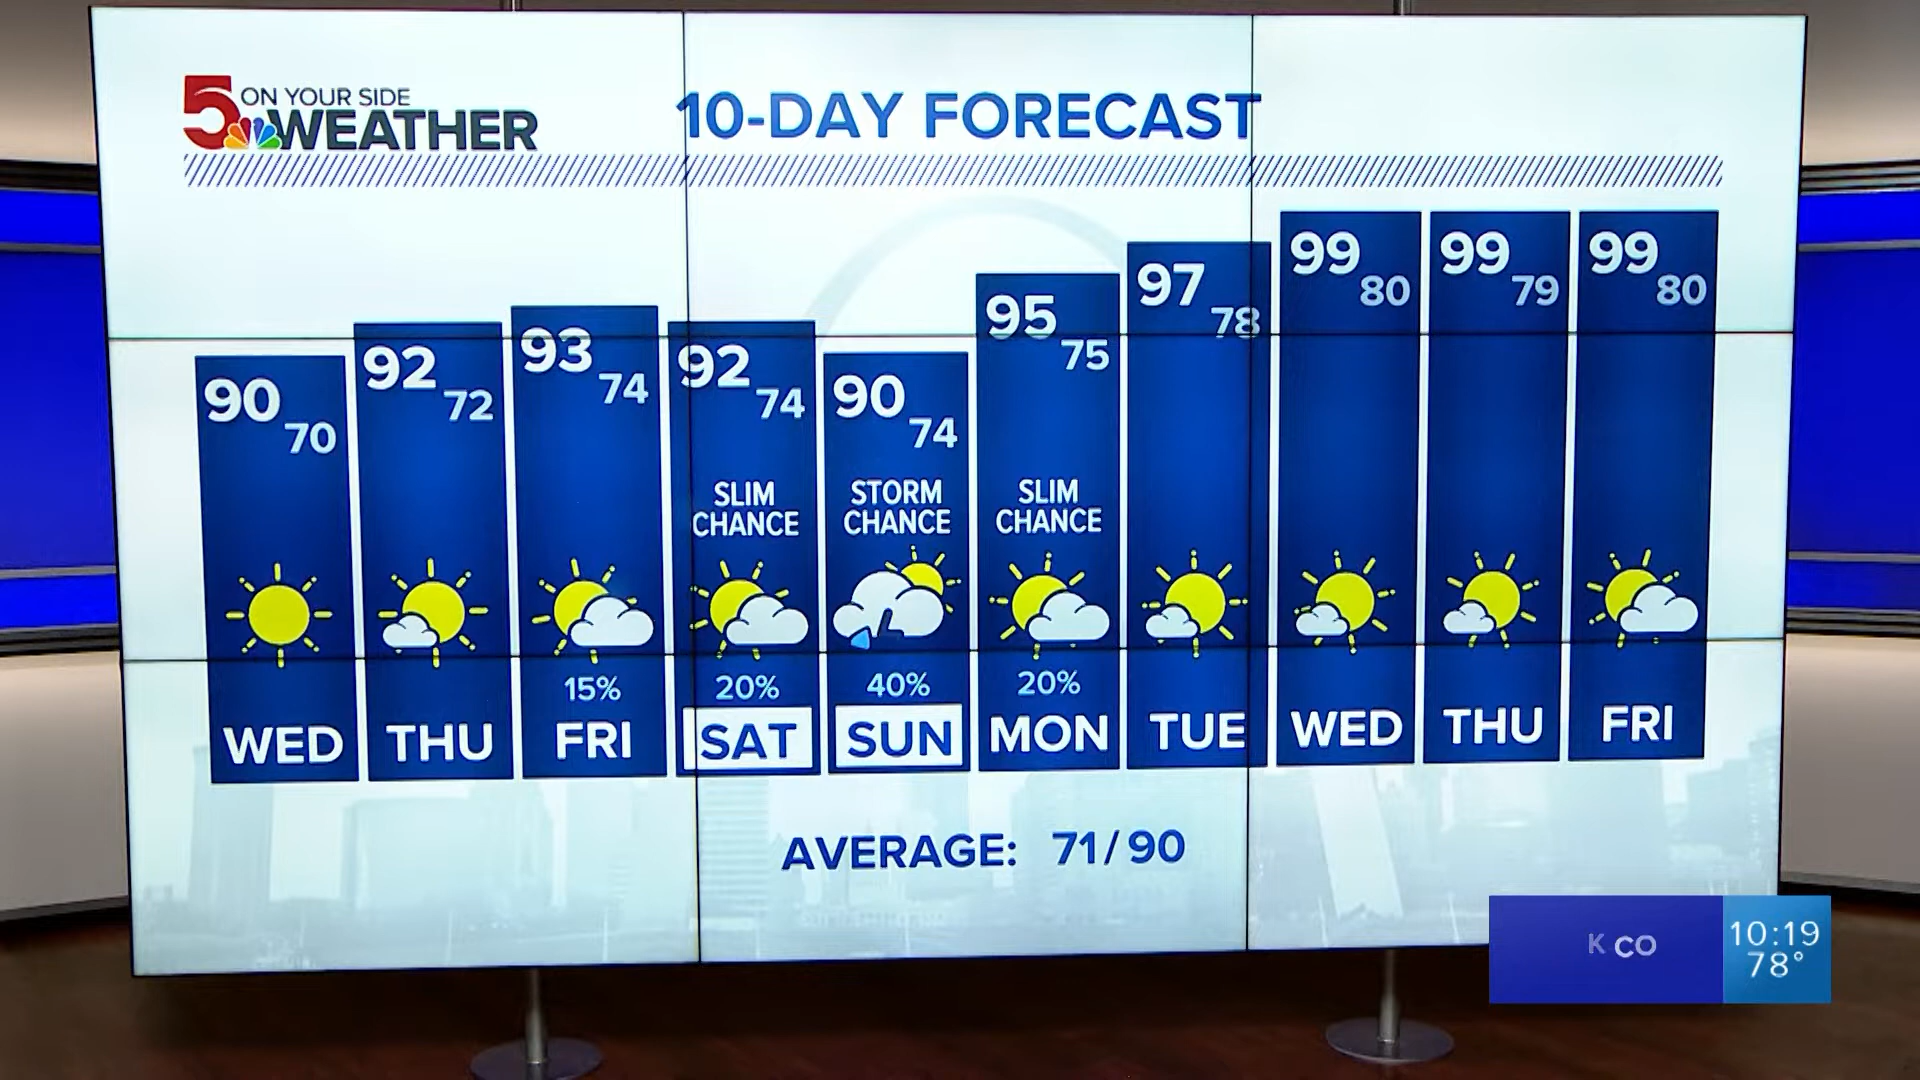 5 ON YOUR SIDE
WEATHER
10-DAY FORECAST
90 70
92 72
93 74
92 74
90 74
95 75
97 78
99 80
99 79
99 80
SLIM CHANCE
STORM CHANCE
SLIM CHANCE
15%
20%
40%
20%
WED
THU
FRI
SAT
SUN
MON
TUE
WED
THU
FRI
AVERAGE: 71/90
K CO
10:19
78°